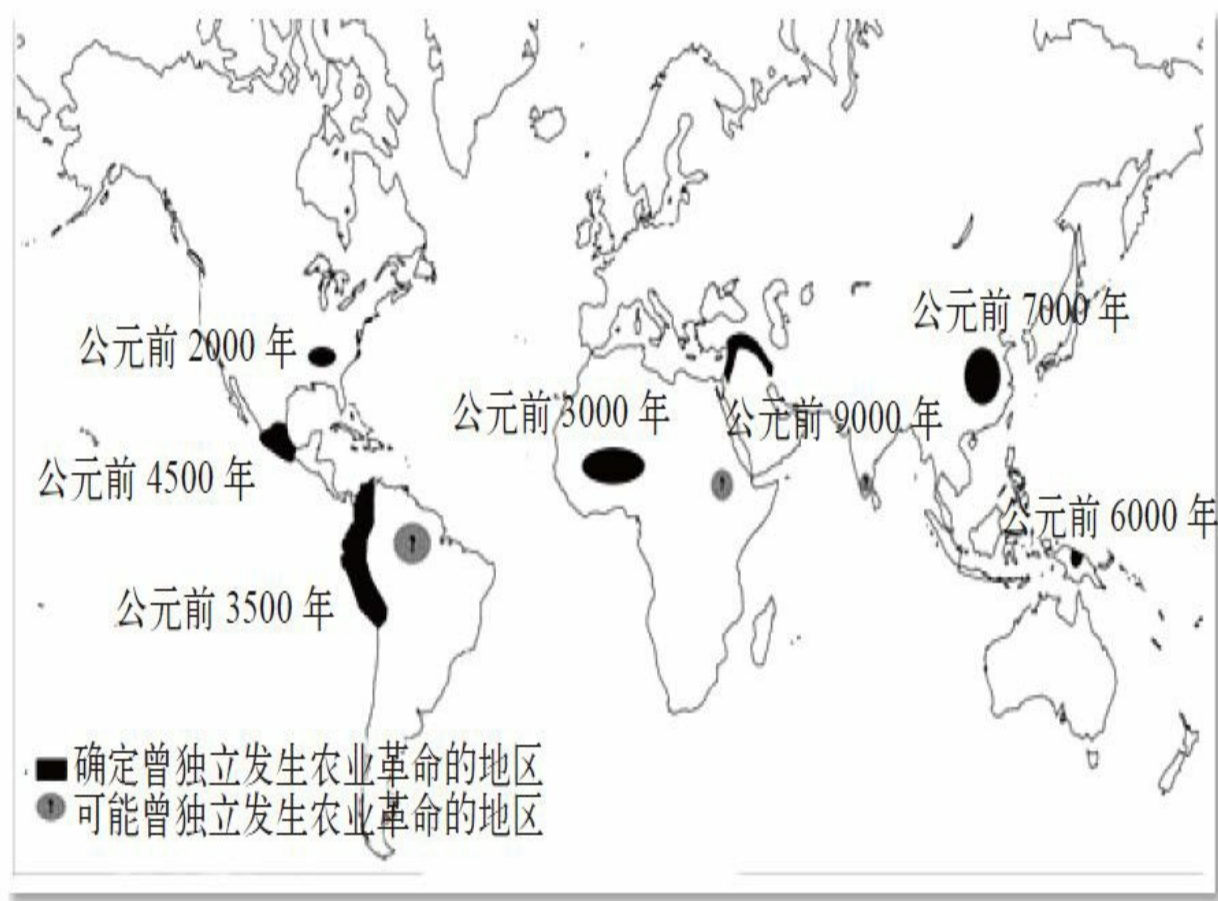 公元前 7000 年
公元前 2000 年
公元前 3000 年
公元前 9000 年
公元前 4500 年
公元前 6000 年
公元前 3500 年
确定曾独立发生农业革命的地区
可能曾独立发生农业革命的地区